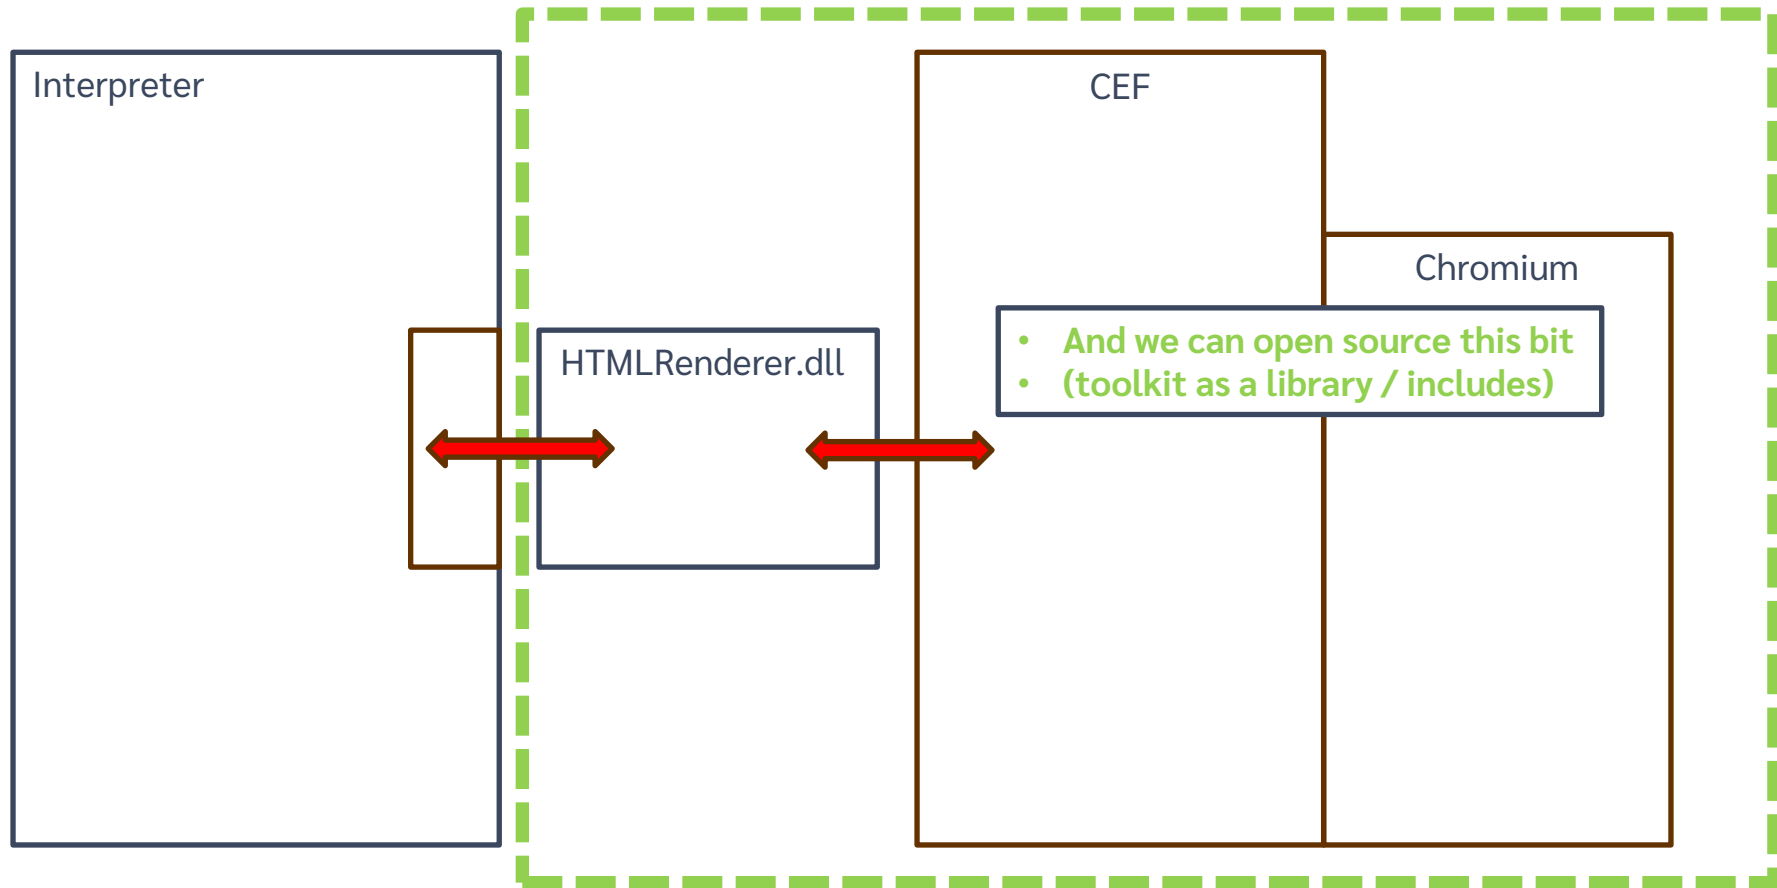 Interpreter
CEF
Chromium
HTMLRenderer.dll
• And we can open source this bit
• (toolkit as a library / includes)